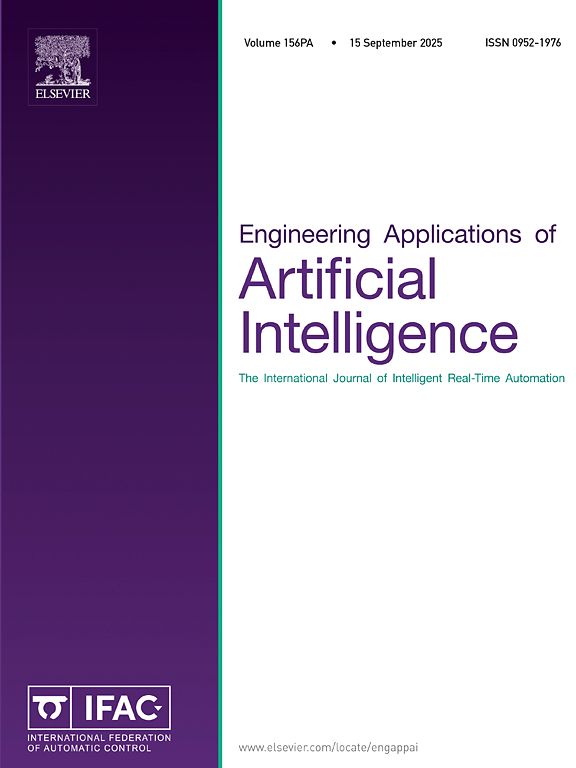 Volume 156PA • 15 September 2025 ISSN 0952-1976
ELSEVIER
Engineering Applications of
Artificial
Intelligence
The International Journal of Intelligent Real-Time Automation
IFAC
INTERNATIONAL FEDERATION
OF AUTOMATIC CONTROL
www.elsevier.com/locate/engappai